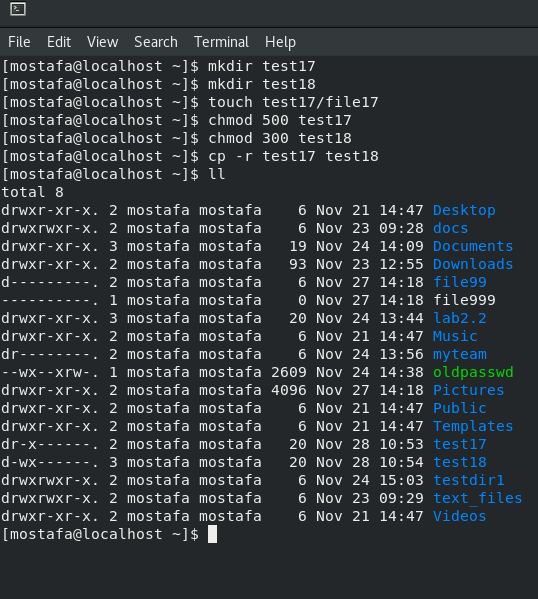 File Edit View Search Terminal Help
[mostafa@localhost ~]$ mkdir test17
[mostafa@localhost ~]$ mkdir test18
[mostafa@localhost ~]$ touch test17/file17
[mostafa@localhost ~]$ chmod 500 test17
[mostafa@localhost ~]$ chmod 300 test18
[mostafa@localhost ~]$ cp -r test17 test18
[mostafa@localhost ~]$ ll
total 8
drwxr-xr-x. 2 mostafa mostafa    6 Nov 21 14:47 Desktop
drwxrwxr-x. 2 mostafa mostafa    6 Nov 23 09:28 docs
drwxr-xr-x. 3 mostafa mostafa   19 Nov 24 14:09 Documents
drwxr-xr-x. 2 mostafa mostafa   93 Nov 23 12:55 Downloads
d---------. 2 mostafa mostafa    6 Nov 27 14:18 file99
----------. 1 mostafa mostafa    0 Nov 27 14:18 file999
drwxr-xr-x. 3 mostafa mostafa   20 Nov 24 13:44 lab2.2
drwxr-xr-x. 2 mostafa mostafa    6 Nov 21 14:47 Music
dr--------. 2 mostafa mostafa    6 Nov 24 13:56 myteam
--wx--xrw-. 1 mostafa mostafa 2609 Nov 24 14:38 oldpasswd
drwxr-xr-x. 2 mostafa mostafa 4096 Nov 27 14:18 Pictures
drwxr-xr-x. 2 mostafa mostafa    6 Nov 21 14:47 Public
drwxr-xr-x. 2 mostafa mostafa    6 Nov 21 14:47 Templates
dr-x------. 2 mostafa mostafa   20 Nov 28 10:53 test17
d-wx------. 3 mostafa mostafa   20 Nov 28 10:54 test18
drwxrwxr-x. 2 mostafa mostafa    6 Nov 24 15:03 testdir1
drwxrwxr-x. 2 mostafa mostafa    6 Nov 23 09:29 text_files
drwxr-xr-x. 2 mostafa mostafa    6 Nov 21 14:47 Videos
[mostafa@localhost ~]$